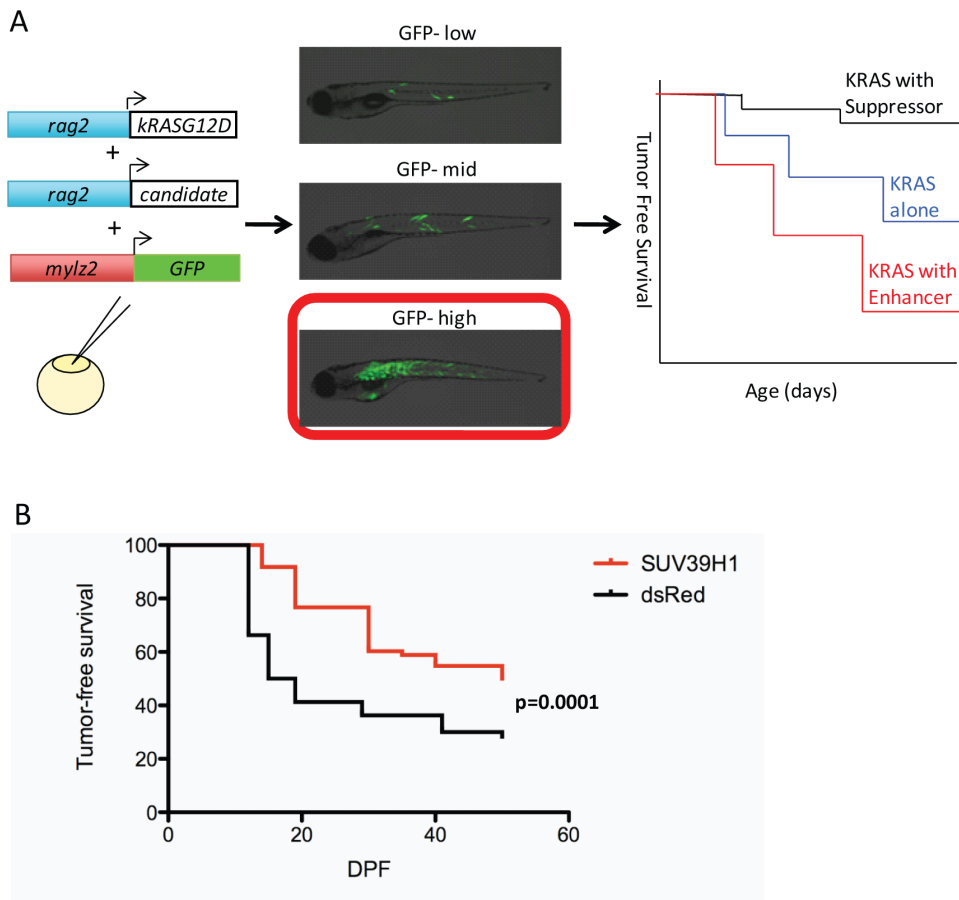 A
rag2 kRASG12D
+
rag2 candidate
+
mylz2 GFP
GFP- low
GFP- mid
GFP- high
Tumor Free Survival
KRAS with
Suppressor
KRAS
alone
KRAS with
Enhancer
Age (days)
B
Tumor-free survival
100
80
60
40
20
0
0 20 40 60
DPF
SUV39H1
dsRed
p=0.0001